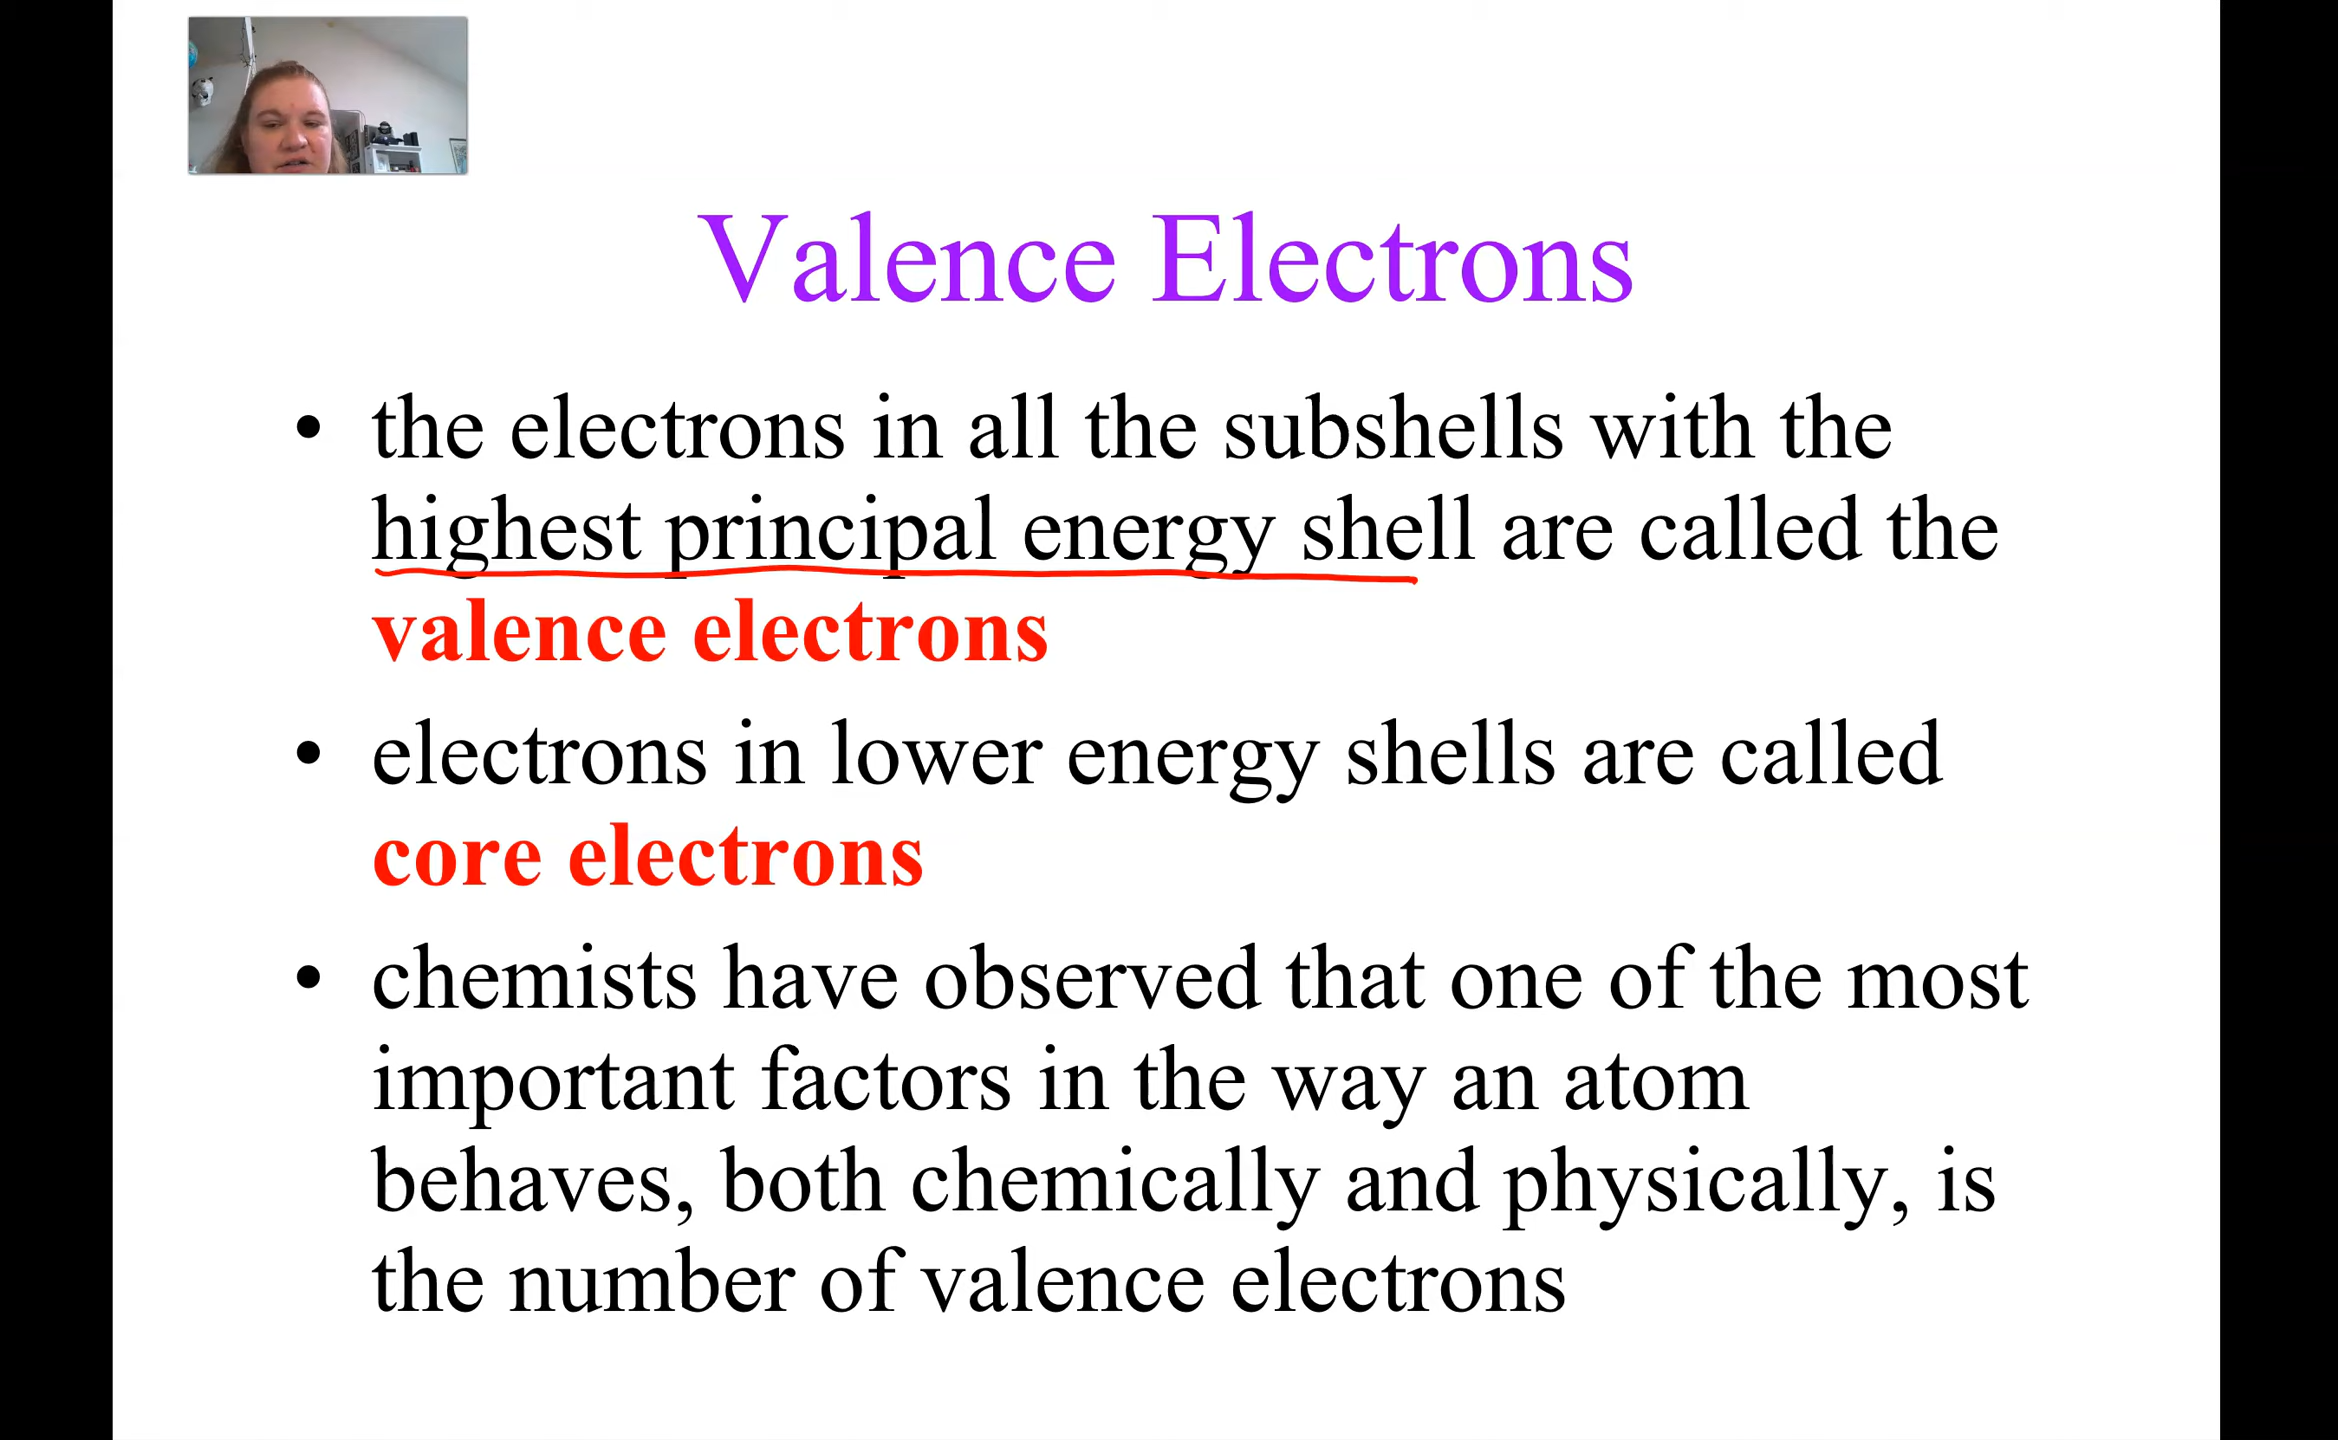 Valence Electrons
• the electrons in all the subshells with the
highest principal energy shell are called the
valence electrons
• electrons in lower energy shells are called
core electrons
• chemists have observed that one of the most
important factors in the way an atom
behaves, both chemically and physically, is
the number of valence electrons